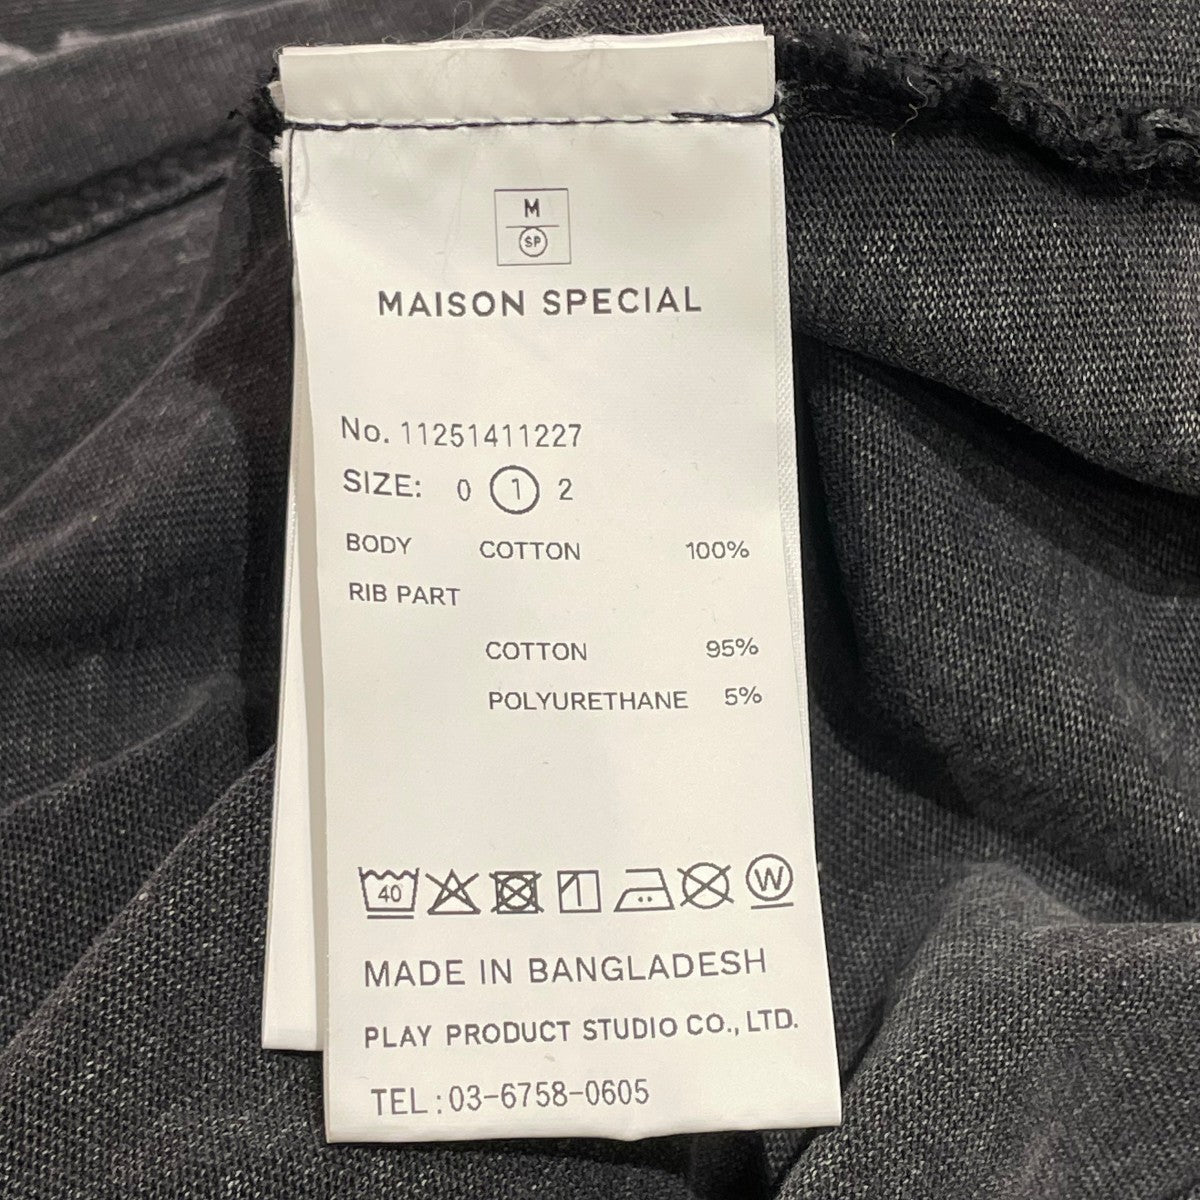 M
SP
MAISON SPECIAL
No. 11251411227
SIZE: 0 1 2
BODY COTTON 100%
RIB PART
COTTON 95%
POLYURETHANE 5%
40 W
MADE IN BANGLADESH
PLAY PRODUCT STUDIO CO., LTD.
TEL : 03-6758-0605